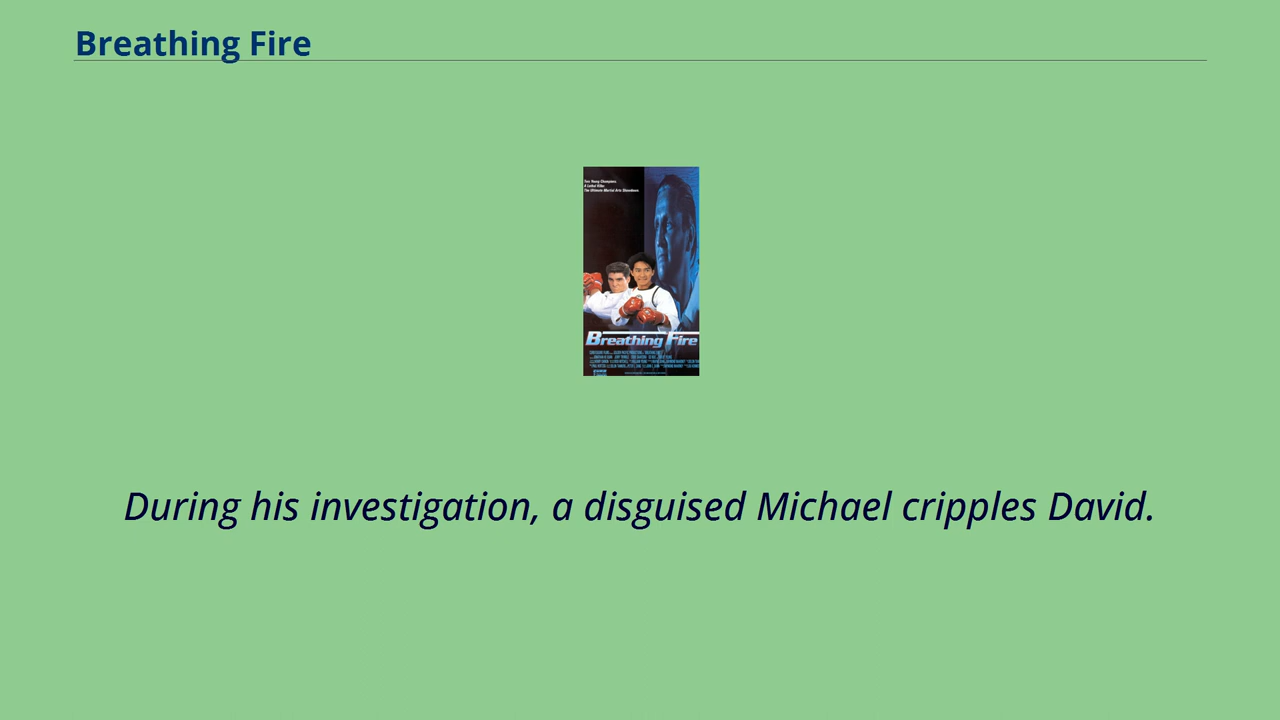 Breathing Fire
Two Young Champions.
A Lethal Killer.
The Ultimate Martial Arts Showdown.
Breathing Fire
During his investigation, a disguised Michael cripples David.